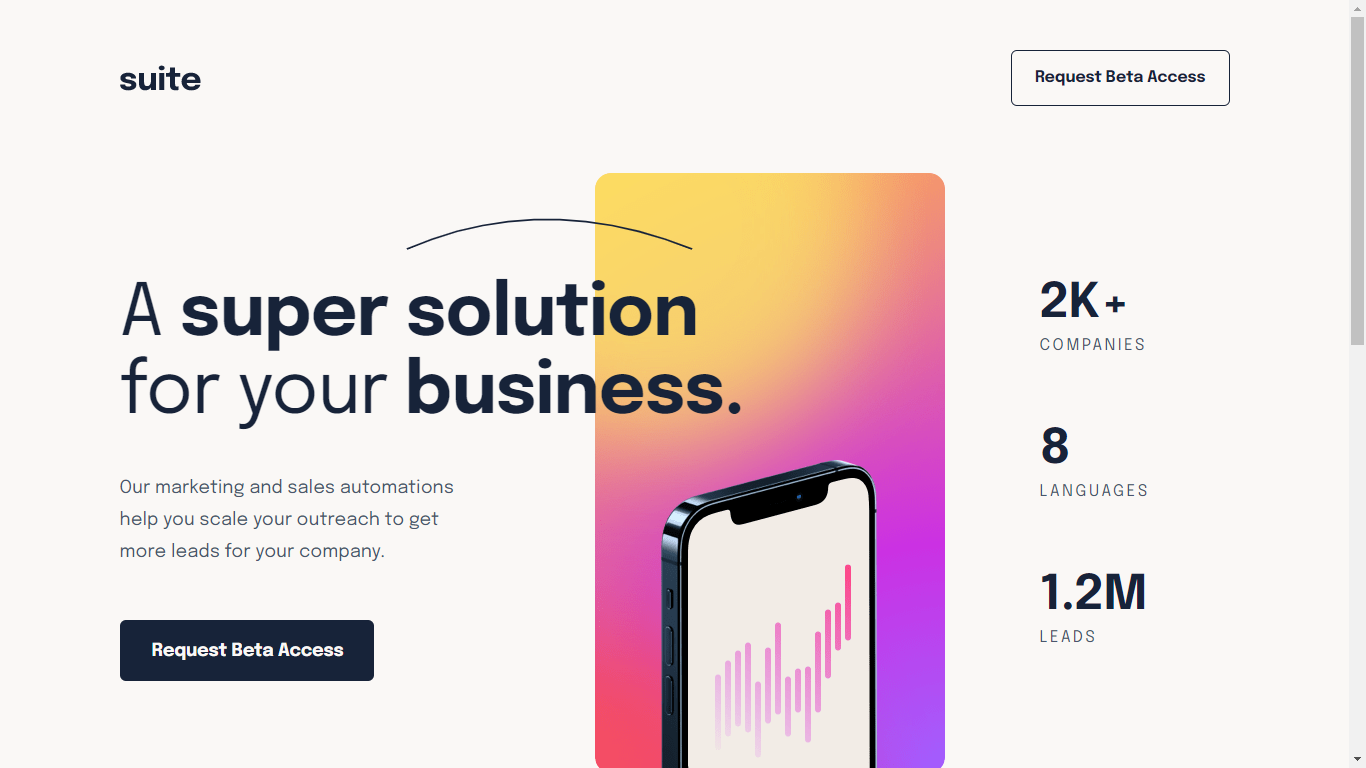 suite
Request Beta Access
A super solution
for your business.
Our marketing and sales automations
help you scale your outreach to get
more leads for your company.
Request Beta Access
2K+
COMPANIES
8
LANGUAGES
1.2M
LEADS